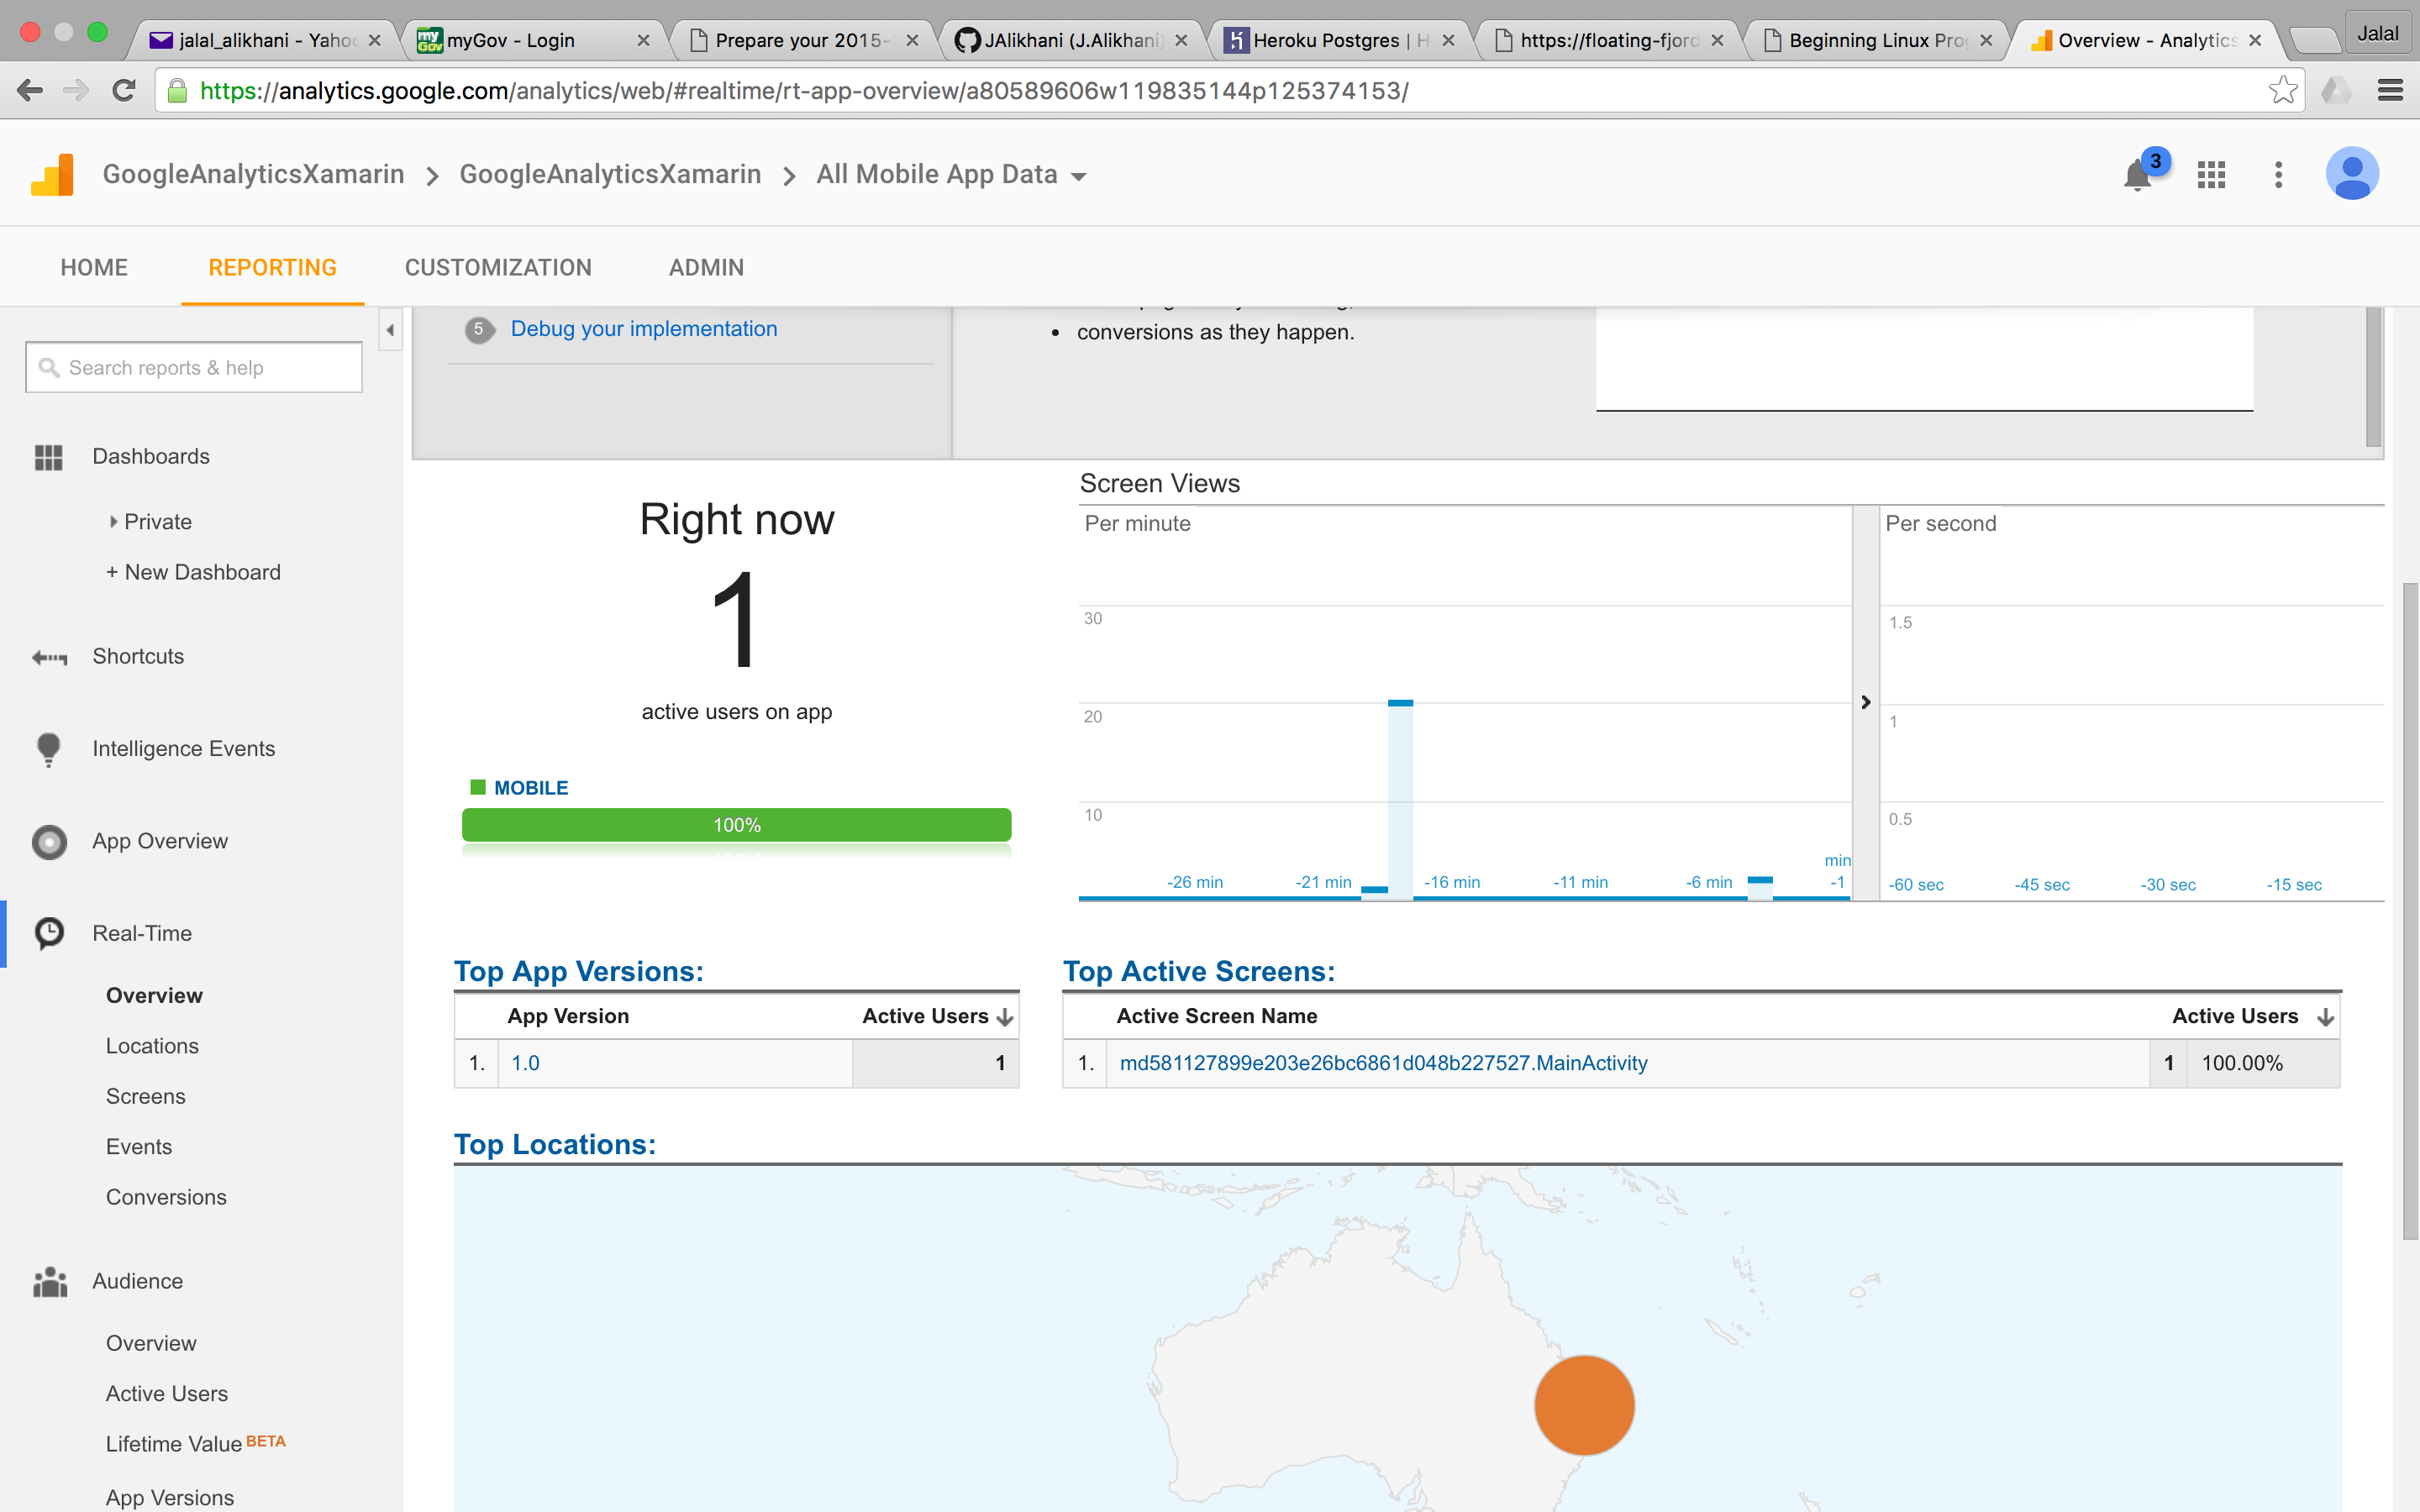 jalal_alikhani - Yahoo
myGov - Login
Prepare your 2015-
JAlikhani (J.Alikhani)
Heroku Postgres | H
https://floating-fjord
Beginning Linux Pro
Overview - Analytics
Jalal
https://analytics.google.com/analytics/web/#realtime/rt-app-overview/a80589606w119835144p125374153/
GoogleAnalyticsXamarin > GoogleAnalyticsXamarin > All Mobile App Data
3
HOME
REPORTING
CUSTOMIZATION
ADMIN
Search reports & help
5 Debug your implementation
• conversions as they happen.
Dashboards
Private
+ New Dashboard
Shortcuts
Intelligence Events
App Overview
Real-Time
Overview
Locations
Screens
Events
Conversions
Audience
Overview
Active Users
Lifetime Value BETA
App Versions
Right now
1
active users on app
MOBILE
100%
Screen Views
Per minute
30
20
10
-26 min
-21 min
-16 min
-11 min
-6 min
min
-1
Per second
1.5
1
0.5
-60 sec
-45 sec
-30 sec
-15 sec
Top App Versions:
App Version Active Users
1. 1.0 1
Top Active Screens:
Active Screen Name Active Users
1. md581127899e203e26bc6861d048b227527.MainActivity 1 100.00%
Top Locations: